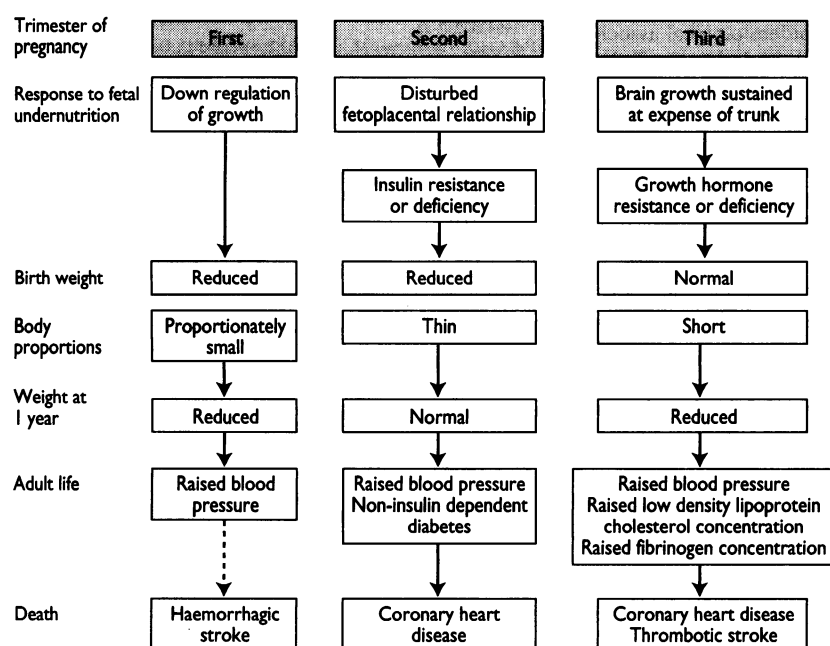 Trimester of
pregnancy
First
Second
Third
Response to fetal
undernutrition
Down regulation
of growth
Disturbed
fetoplacental relationship
Brain growth sustained
at expense of trunk
Insulin resistance
or deficiency
Growth hormone
resistance or deficiency
Birth weight
Reduced
Reduced
Normal
Body
proportions
Proportionately
small
Thin
Short
Weight at
1 year
Reduced
Normal
Reduced
Adult life
Raised blood
pressure
Raised blood pressure
Non-insulin dependent
diabetes
Raised blood pressure
Raised low density lipoprotein
cholesterol concentration
Raised fibrinogen concentration
Death
Haemorrhagic
stroke
Coronary heart
disease
Coronary heart disease
Thrombotic stroke